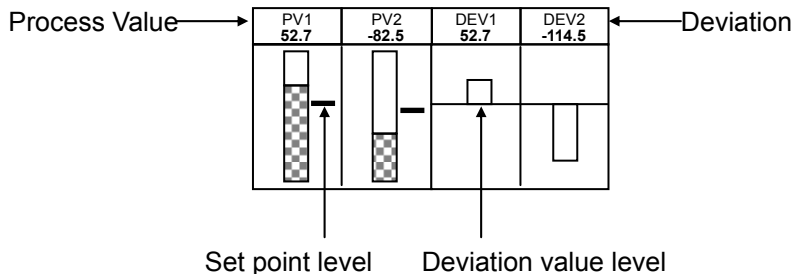 Process Value
PV1 PV2 DEV1 DEV2
52.7 -82.5 52.7 -114.5
Deviation
Set point level
Deviation value level